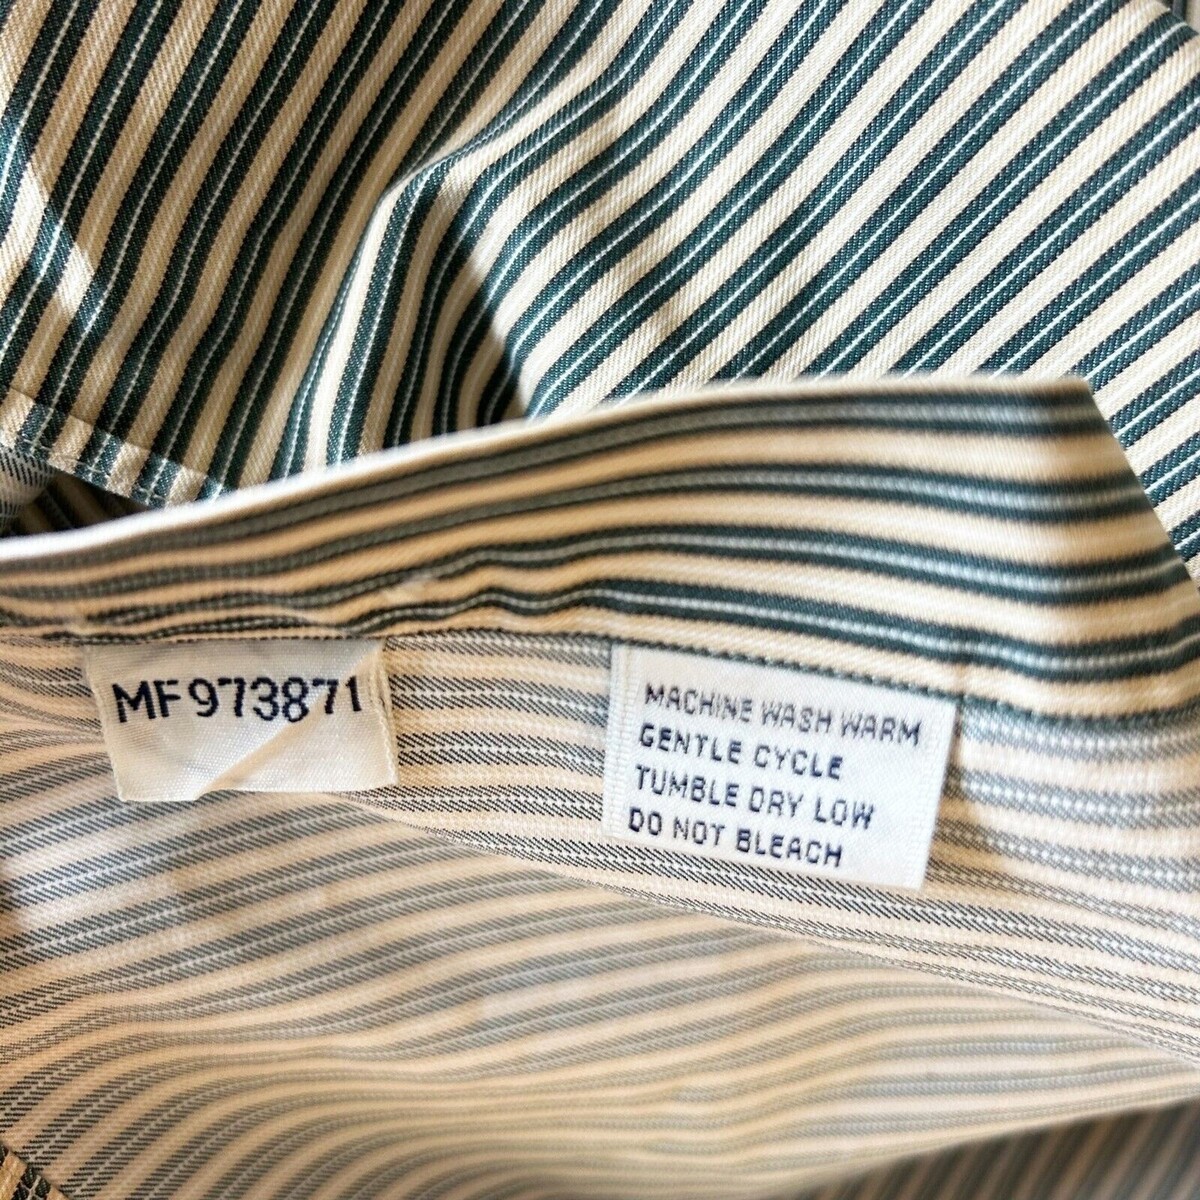 MF973871
MACHINE WASH WARM
GENTLE CYCLE
TUMBLE DRY LOW
DO NOT BLEACH